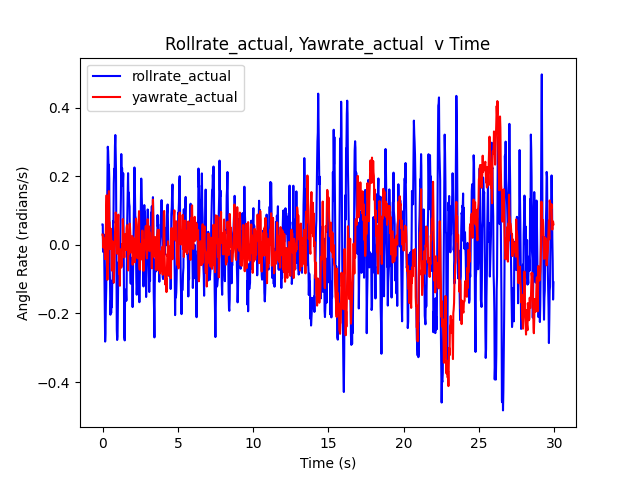 Rollrate_actual, Yawrate_actual  v Time
rollrate_actual
yawrate_actual
Angle Rate (radians/s)
0.4
0.2
0.0
−0.2
−0.4
0 5 10 15 20 25 30
Time (s)